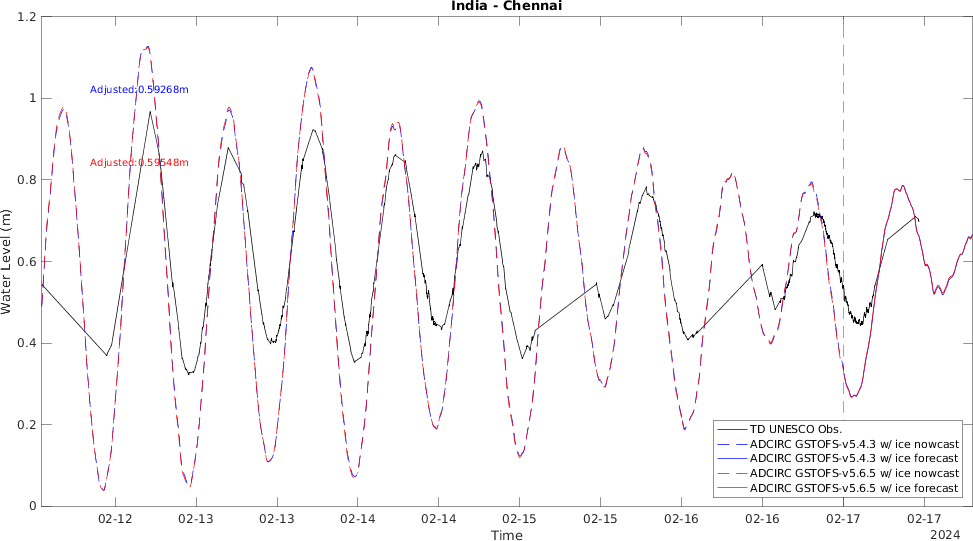 India - Chennai
1.2
1
0.8
0.6
0.4
0.2
0
Water Level (m)
Adjusted:0.59268m
Adjusted:0.59548m
TD UNESCO Obs.
ADCIRC GSTOFS-v5.4.3 w/ ice nowcast
ADCIRC GSTOFS-v5.4.3 w/ ice forecast
ADCIRC GSTOFS-v5.6.5 w/ ice nowcast
ADCIRC GSTOFS-v5.6.5 w/ ice forecast
02-12 02-13 02-13 02-14 02-14 02-15 02-15 02-16 02-16 02-17 02-17
2024
Time